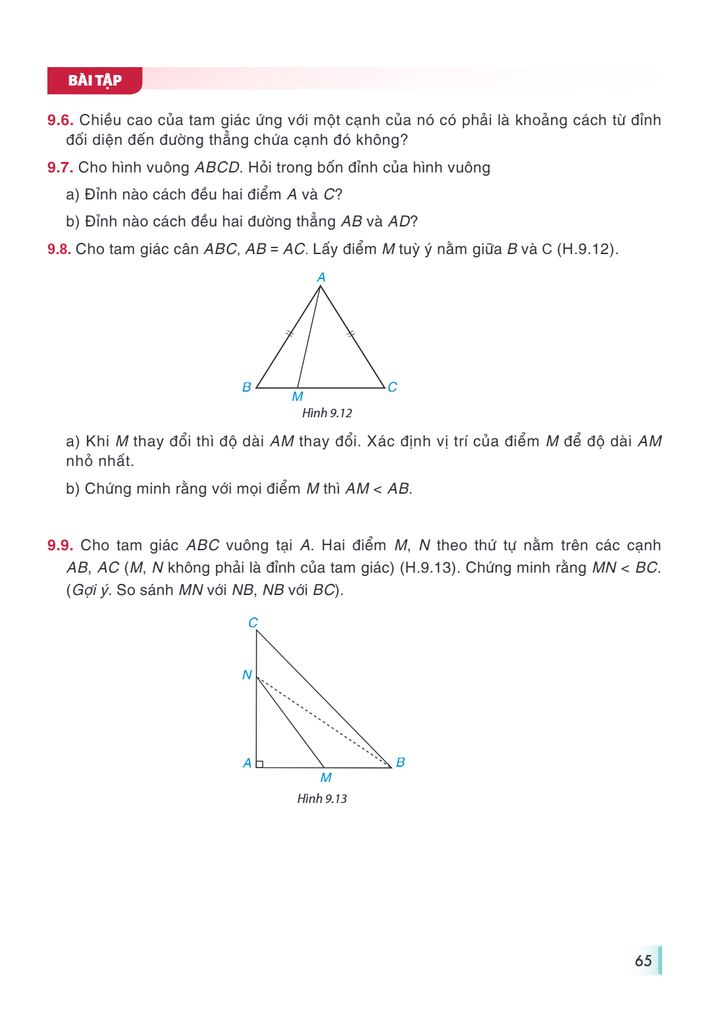 BÀI TẬP
9.6. Chiều cao của tam giác ứng với một cạnh của nó có phải là khoảng cách từ đỉnh
đối diện đến đường thẳng chứa cạnh đó không?
9.7. Cho hình vuông ABCD. Hỏi trong bốn đỉnh của hình vuông
a) Đỉnh nào cách đều hai điểm A và C?
b) Đỉnh nào cách đều hai đường thẳng AB và AD?
9.8. Cho tam giác cân ABC, AB = AC. Lấy điểm M tuỳ ý nằm giữa B và C (H.9.12).
A
B
M
C
Hình 9.12
a) Khi M thay đổi thì độ dài AM thay đổi. Xác định vị trí của điểm M để độ dài AM
nhỏ nhất.
b) Chứng minh rằng với mọi điểm M thì AM < AB.
9.9. Cho tam giác ABC vuông tại A. Hai điểm M, N theo thứ tự nằm trên các cạnh
AB, AC (M, N không phải là đỉnh của tam giác) (H.9.13). Chứng minh rằng MN < BC.
(Gợi ý. So sánh MN với NB, NB với BC).
C
N
A
B
M
Hình 9.13
65